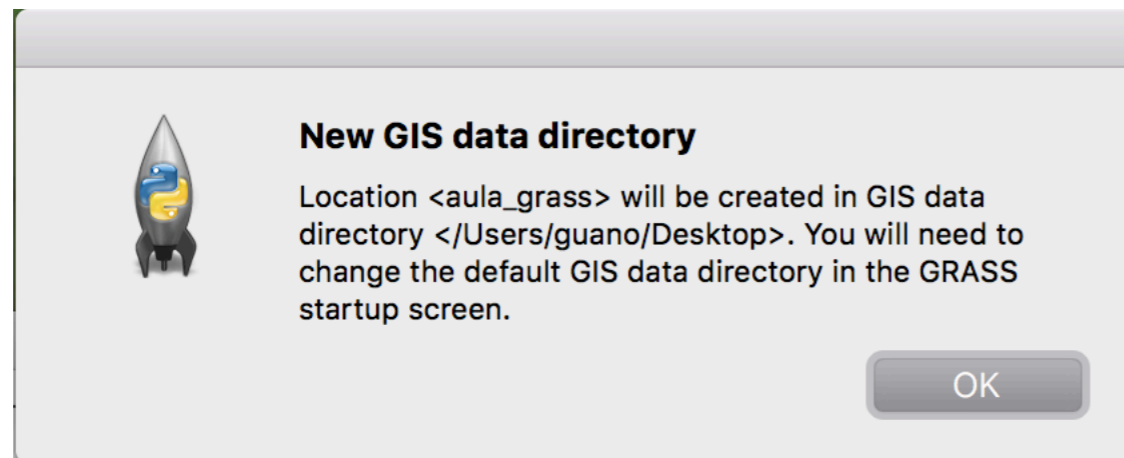 New GIS data directory
Location <aula_grass> will be created in GIS data
directory </Users/guano/Desktop>. You will need to
change the default GIS data directory in the GRASS
startup screen.
OK